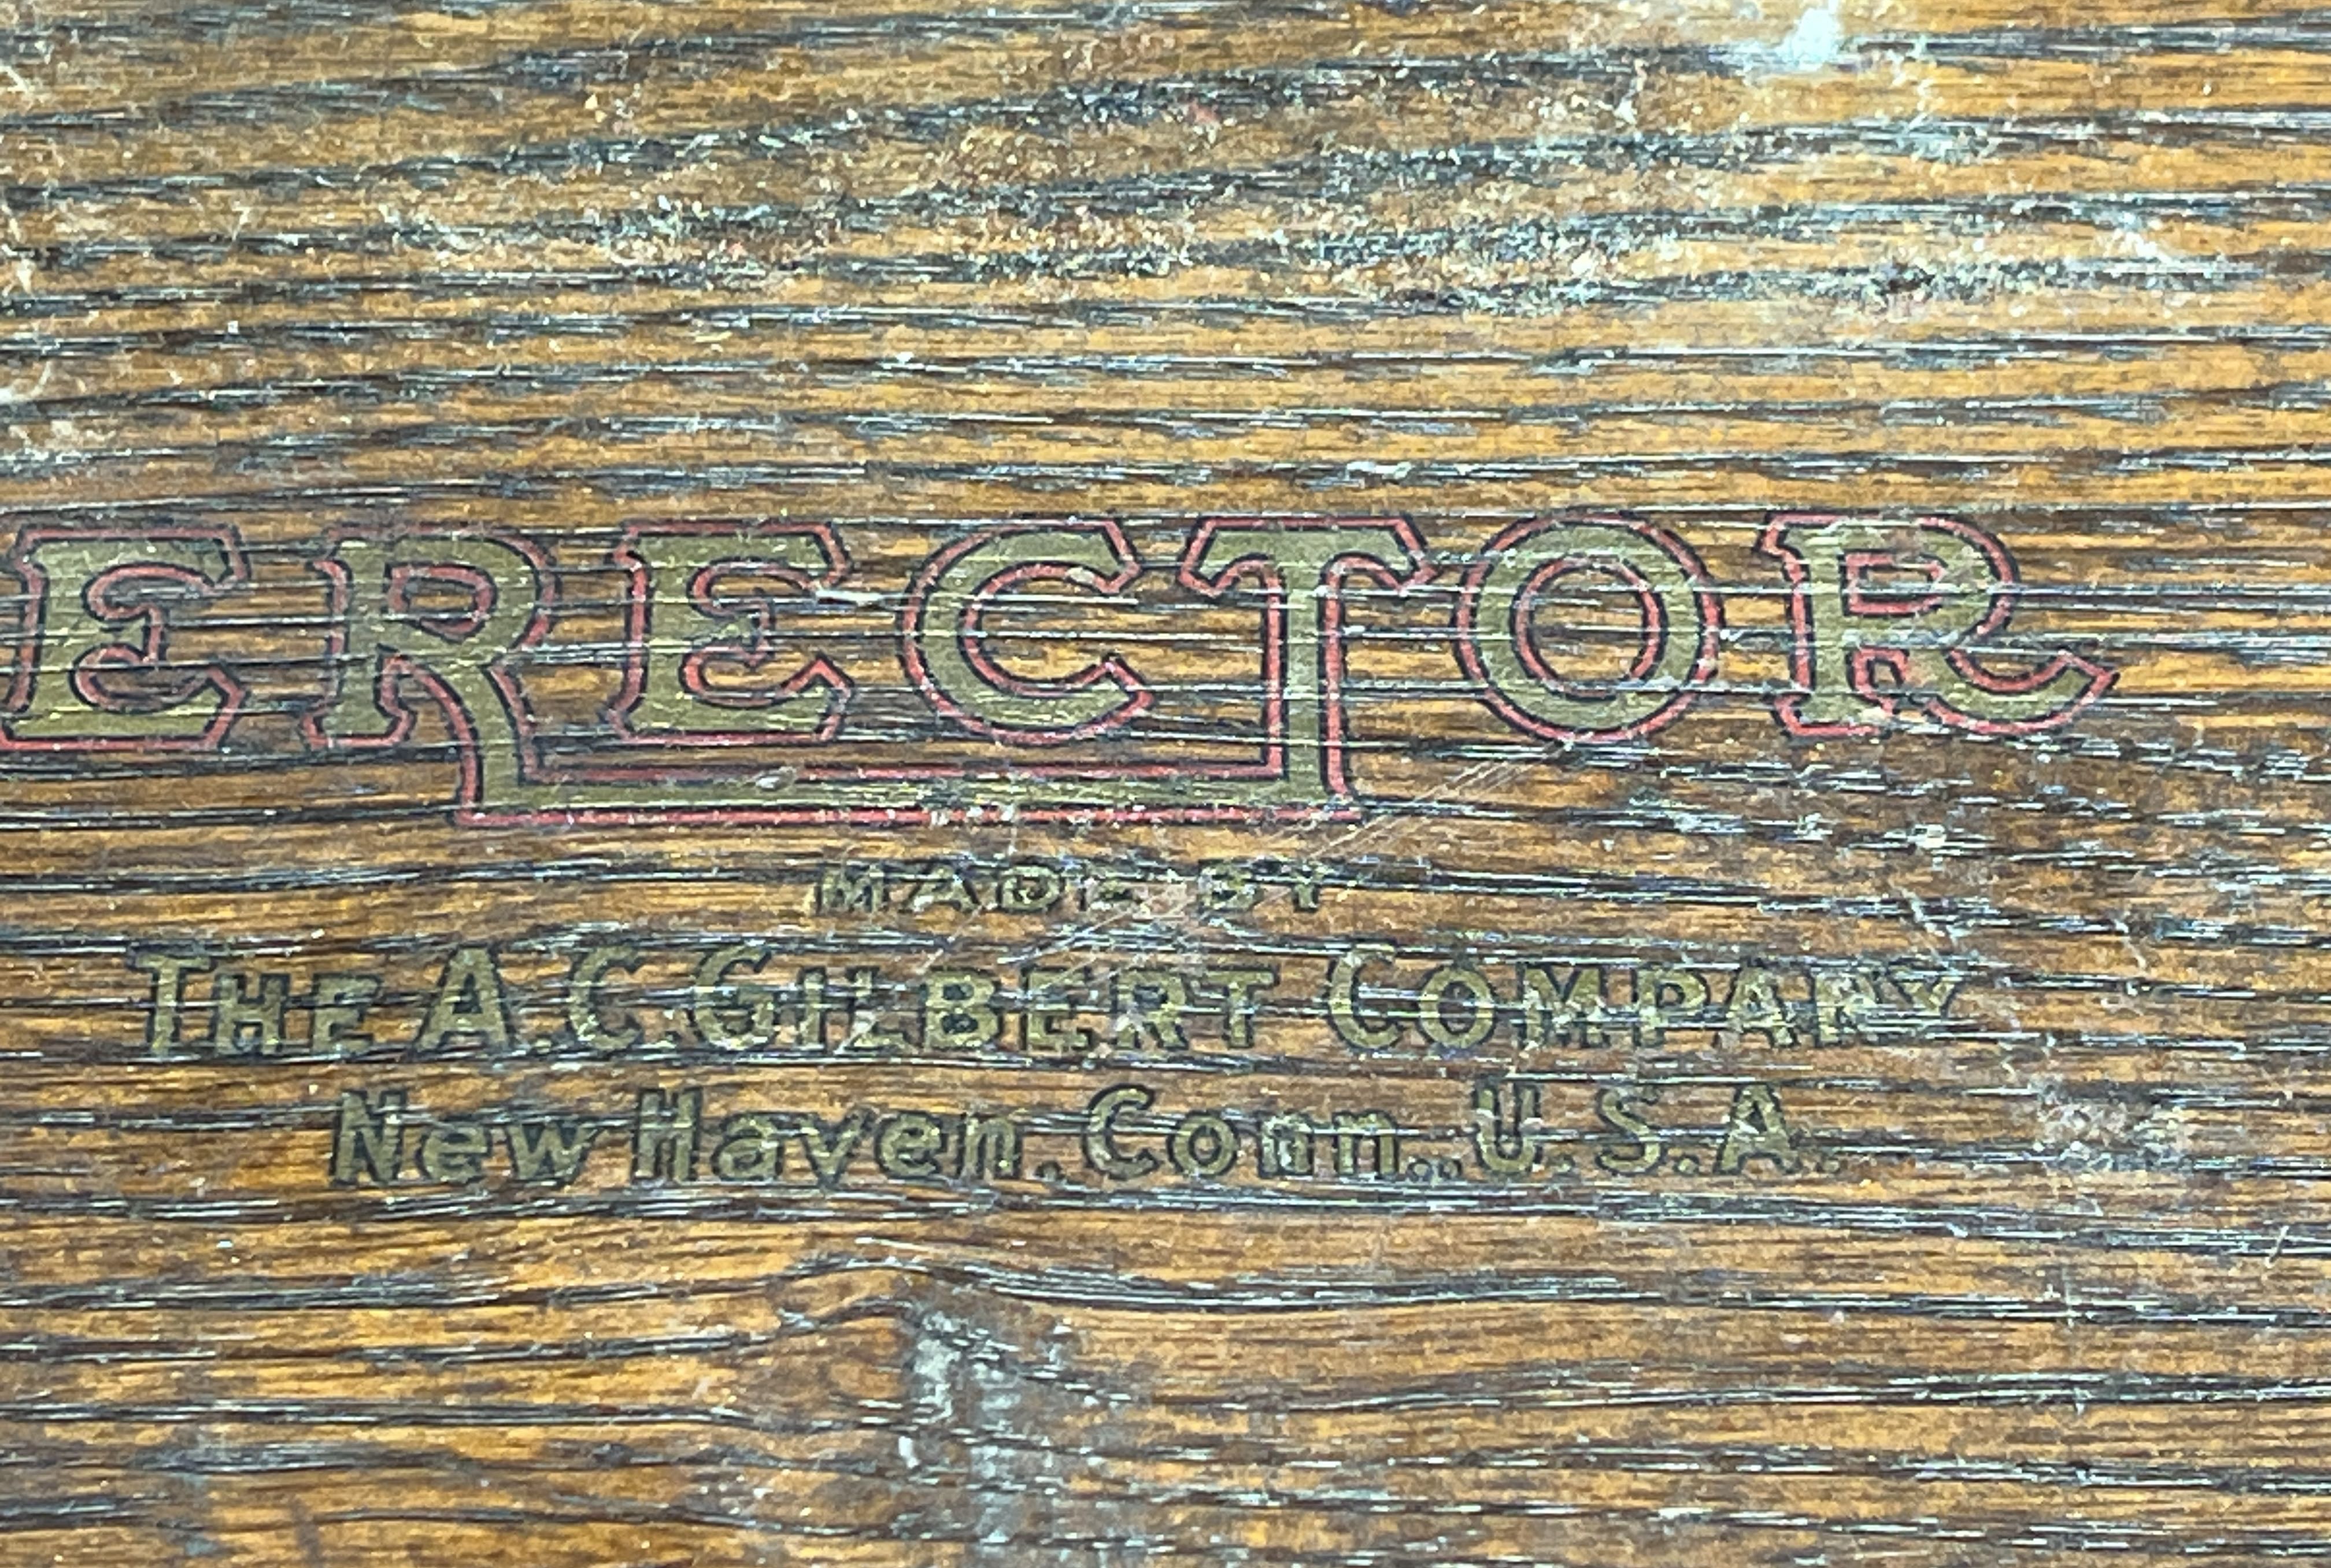 ERECTOR
MADE BY
THE A.C. GILBERT COMPANY
New Haven. Conn., U.S.A.